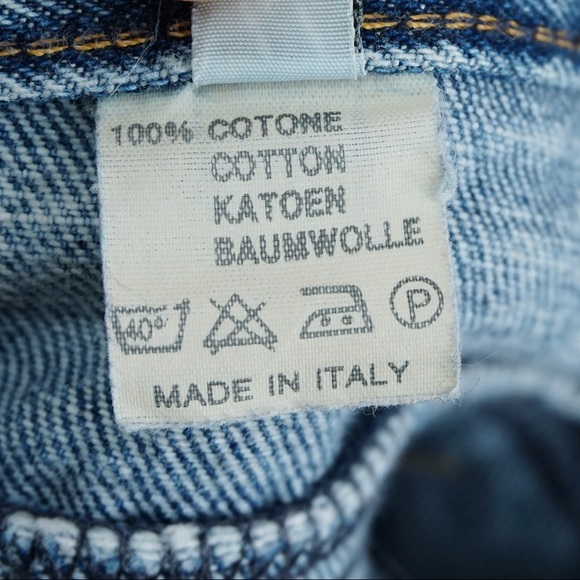 100% COTONE
COTTON
KATOEN
BAUMWOLLE
40° P
MADE IN ITALY